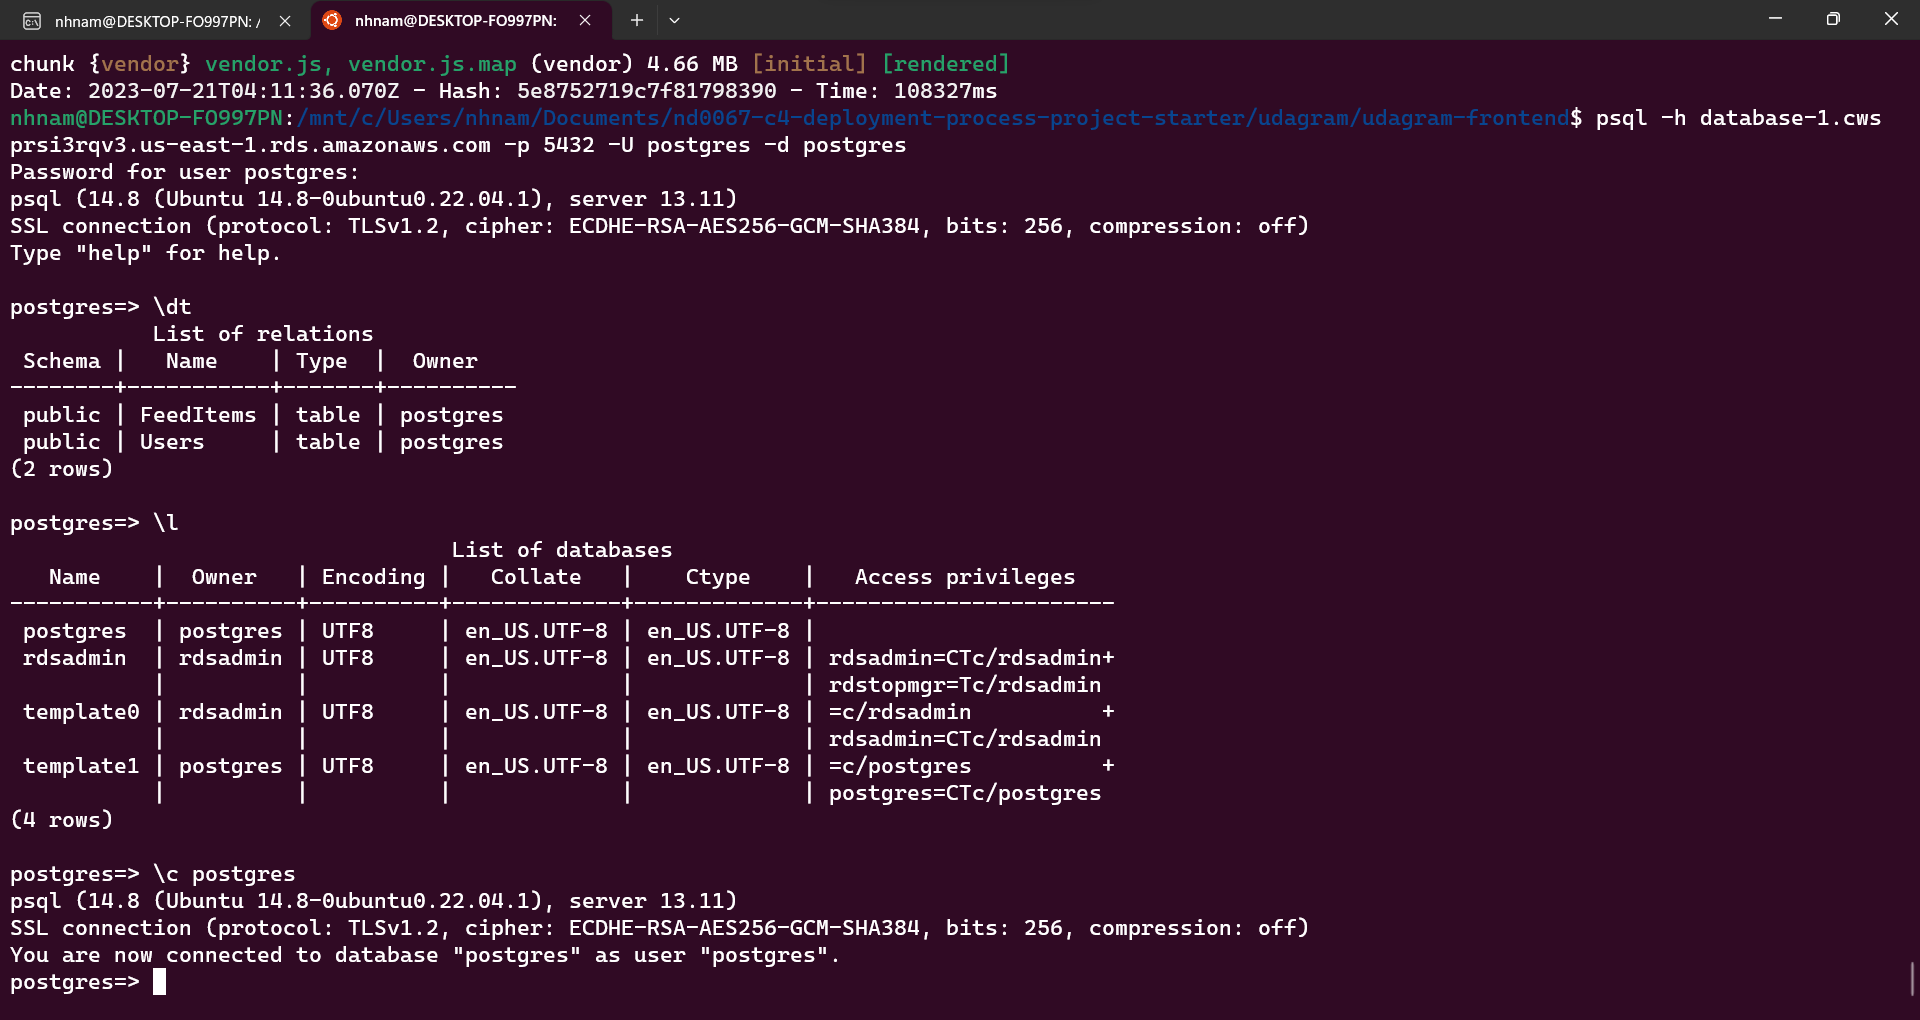 nhnam@DESKTOP-FO997PN: /
nhnam@DESKTOP-FO997PN:
chunk {vendor} vendor.js, vendor.js.map (vendor) 4.66 MB [initial] [rendered]
Date: 2023-07-21T04:11:36.070Z - Hash: 5e8752719c7f81798390 - Time: 108327ms
nhnam@DESKTOP-FO997PN:/mnt/c/Users/nhnam/Documents/nd0067-c4-deployment-process-project-starter/udagram/udagram-frontend$ psql -h database-1.cws
prsi3rqv3.us-east-1.rds.amazonaws.com -p 5432 -U postgres -d postgres
Password for user postgres:
psql (14.8 (Ubuntu 14.8-0ubuntu0.22.04.1), server 13.11)
SSL connection (protocol: TLSv1.2, cipher: ECDHE-RSA-AES256-GCM-SHA384, bits: 256, compression: off)
Type "help" for help.

postgres=> \dt
           List of relations
 Schema |   Name    | Type  |  Owner
--------+-----------+-------+----------
 public | FeedItems | table | postgres
 public | Users     | table | postgres
(2 rows)

postgres=> \l
                                  List of databases
   Name    |  Owner   | Encoding |   Collate   |    Ctype    |   Access privileges
-----------+----------+----------+-------------+-------------+-----------------------
 postgres  | postgres | UTF8     | en_US.UTF-8 | en_US.UTF-8 |
 rdsadmin  | rdsadmin | UTF8     | en_US.UTF-8 | en_US.UTF-8 | rdsadmin=CTc/rdsadmin+
           |          |          |             |             | rdstopmgr=Tc/rdsadmin
 template0 | rdsadmin | UTF8     | en_US.UTF-8 | en_US.UTF-8 | =c/rdsadmin          +
           |          |          |             |             | rdsadmin=CTc/rdsadmin
 template1 | postgres | UTF8     | en_US.UTF-8 | en_US.UTF-8 | =c/postgres          +
           |          |          |             |             | postgres=CTc/postgres
(4 rows)

postgres=> \c postgres
psql (14.8 (Ubuntu 14.8-0ubuntu0.22.04.1), server 13.11)
SSL connection (protocol: TLSv1.2, cipher: ECDHE-RSA-AES256-GCM-SHA384, bits: 256, compression: off)
You are now connected to database "postgres" as user "postgres".
postgres=>